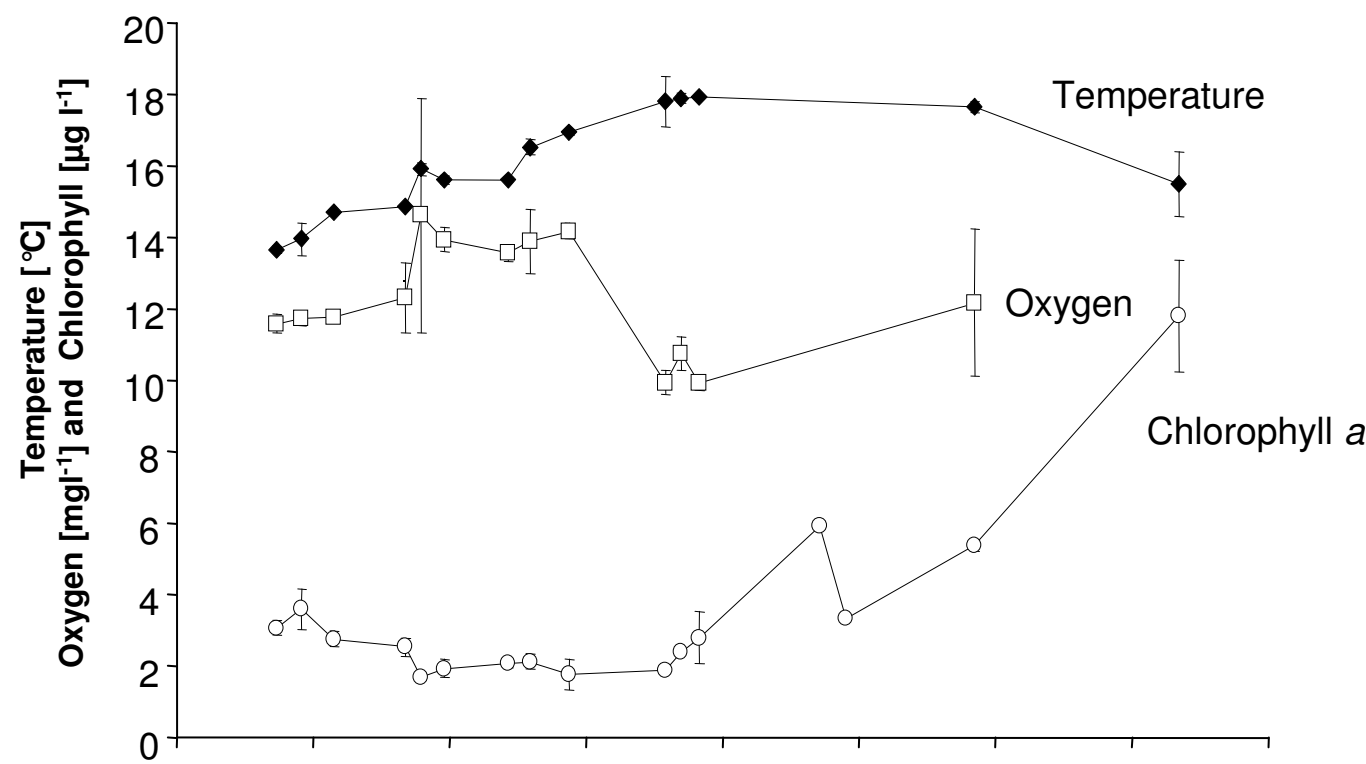 Temperature [°C]
Oxygen [mgl⁻¹] and Chlorophyll [µg l⁻¹]
20
18
16
14
12
10
8
6
4
2
0
Temperature
Oxygen
Chlorophyll a